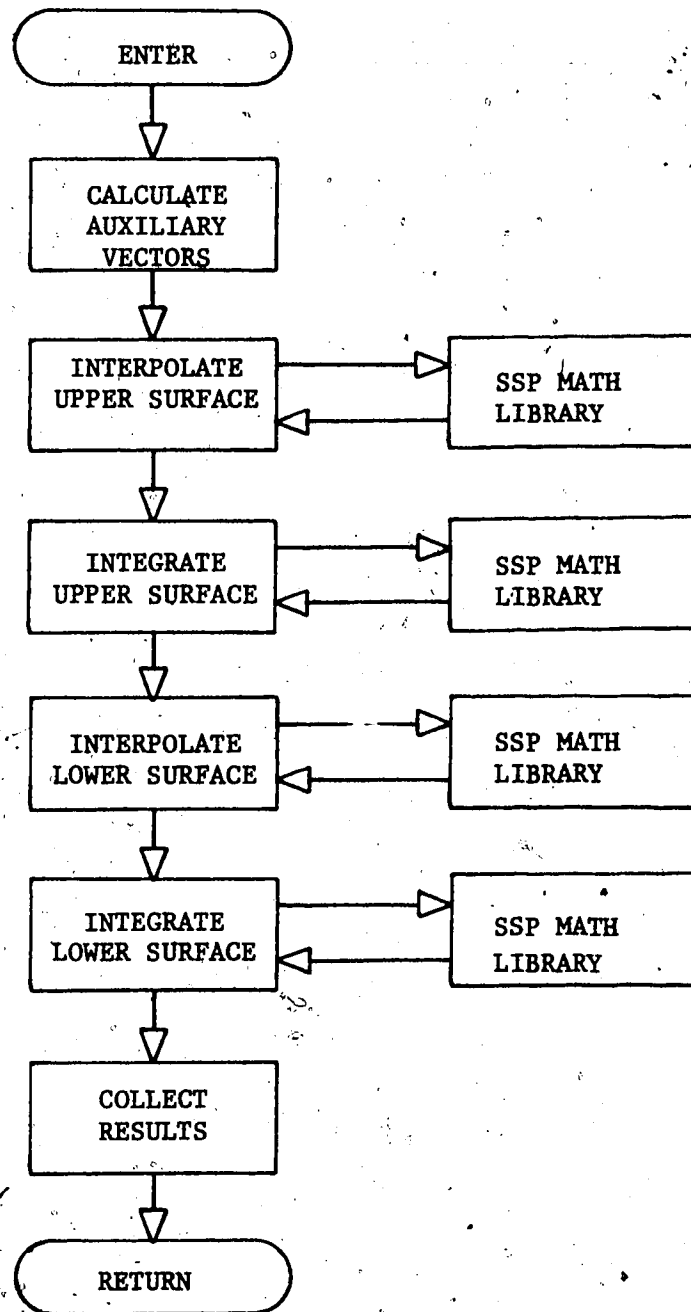 ENTER
CALCULATE
AUXILIARY
VECTORS
INTERPOLATE
UPPER SURFACE
SSP MATH
LIBRARY
INTEGRATE
UPPER SURFACE
SSP MATH
LIBRARY
INTERPOLATE
LOWER SURFACE
SSP MATH
LIBRARY
INTEGRATE
LOWER SURFACE
SSP MATH
LIBRARY
COLLECT
RESULTS
RETURN